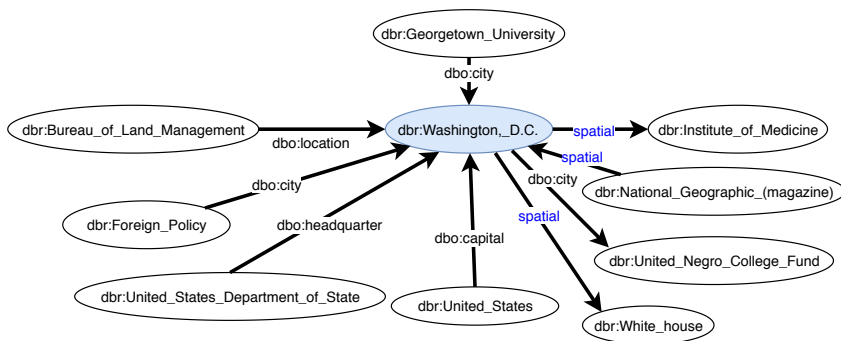 dbr:Georgetown_University
dbo:city
dbr:Bureau_of_Land_Management
dbr:Washington,_D.C.
spatial
dbr:Institute_of_Medicine
dbo:location
spatial
dbo:city
dbo:city
dbr:National_Geographic_(magazine)
dbr:Foreign_Policy
dbo:headquarter
spatial
dbo:capital
dbr:United_Negro_College_Fund
dbr:United_States_Department_of_State
dbr:United_States
dbr:White_house